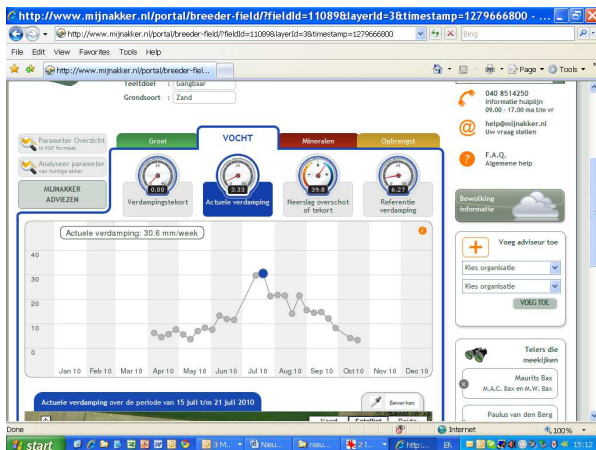 http://www.mijnakker.nl/portal/breeder-field/?fieldId=11089&layerId=3&timestamp=1279666800 - ...
http://www.mijnakker.nl/portal/breeder-field/?fieldId=11089&layerId=3&timestamp=1279666800
Bing
File Edit View Favorites Tools Help
http://www.mijnakker.nl/portal/breeder-fiel...
Page Tools
Teeltdoel : Gangbaar
Grondsoort : Zand
040 8514250
Informatie hulplijn
09.00 - 17.00 ma t/m vr
help@mijnakker.nl
Uw vraag stellen
F.A.Q.
Algemene help
Parameter Overzicht
in PDF formaat
Analyseer parameter
van huidige akker
MIJNAKKER
ADVIEZEN
Groei
VOCHT
Mineralen
Opbrengst
0.00
3.33
39.8
6.27
Verdampingstekort
Actuele verdamping
Neerslag overschot
of tekort
Referentie
verdamping
Bewolking
informatie
Actuele verdamping: 30.6 mm/week
40
30
20
10
0
Jan 10 Feb 10 Mar 10 Apr 10 May 10 Jun 10 Jul 10 Aug 10 Sep 10 Oct 10 Nov 10 Dec 10
Voeg adviseur toe
Kies organisatie
Kies organisatie
VOEG TOE
Telers die
meekijken
Maurits Bax
M.A.C. Bax en M.W. Bax
Paulus van den Berg
Actuele verdamping over de periode van 15 juli t/m 21 juli 2010
Bewerken
Done
Internet
100%
start
3 M...
Nieu...
nieu...
2 I...
http:...
EN
15:12